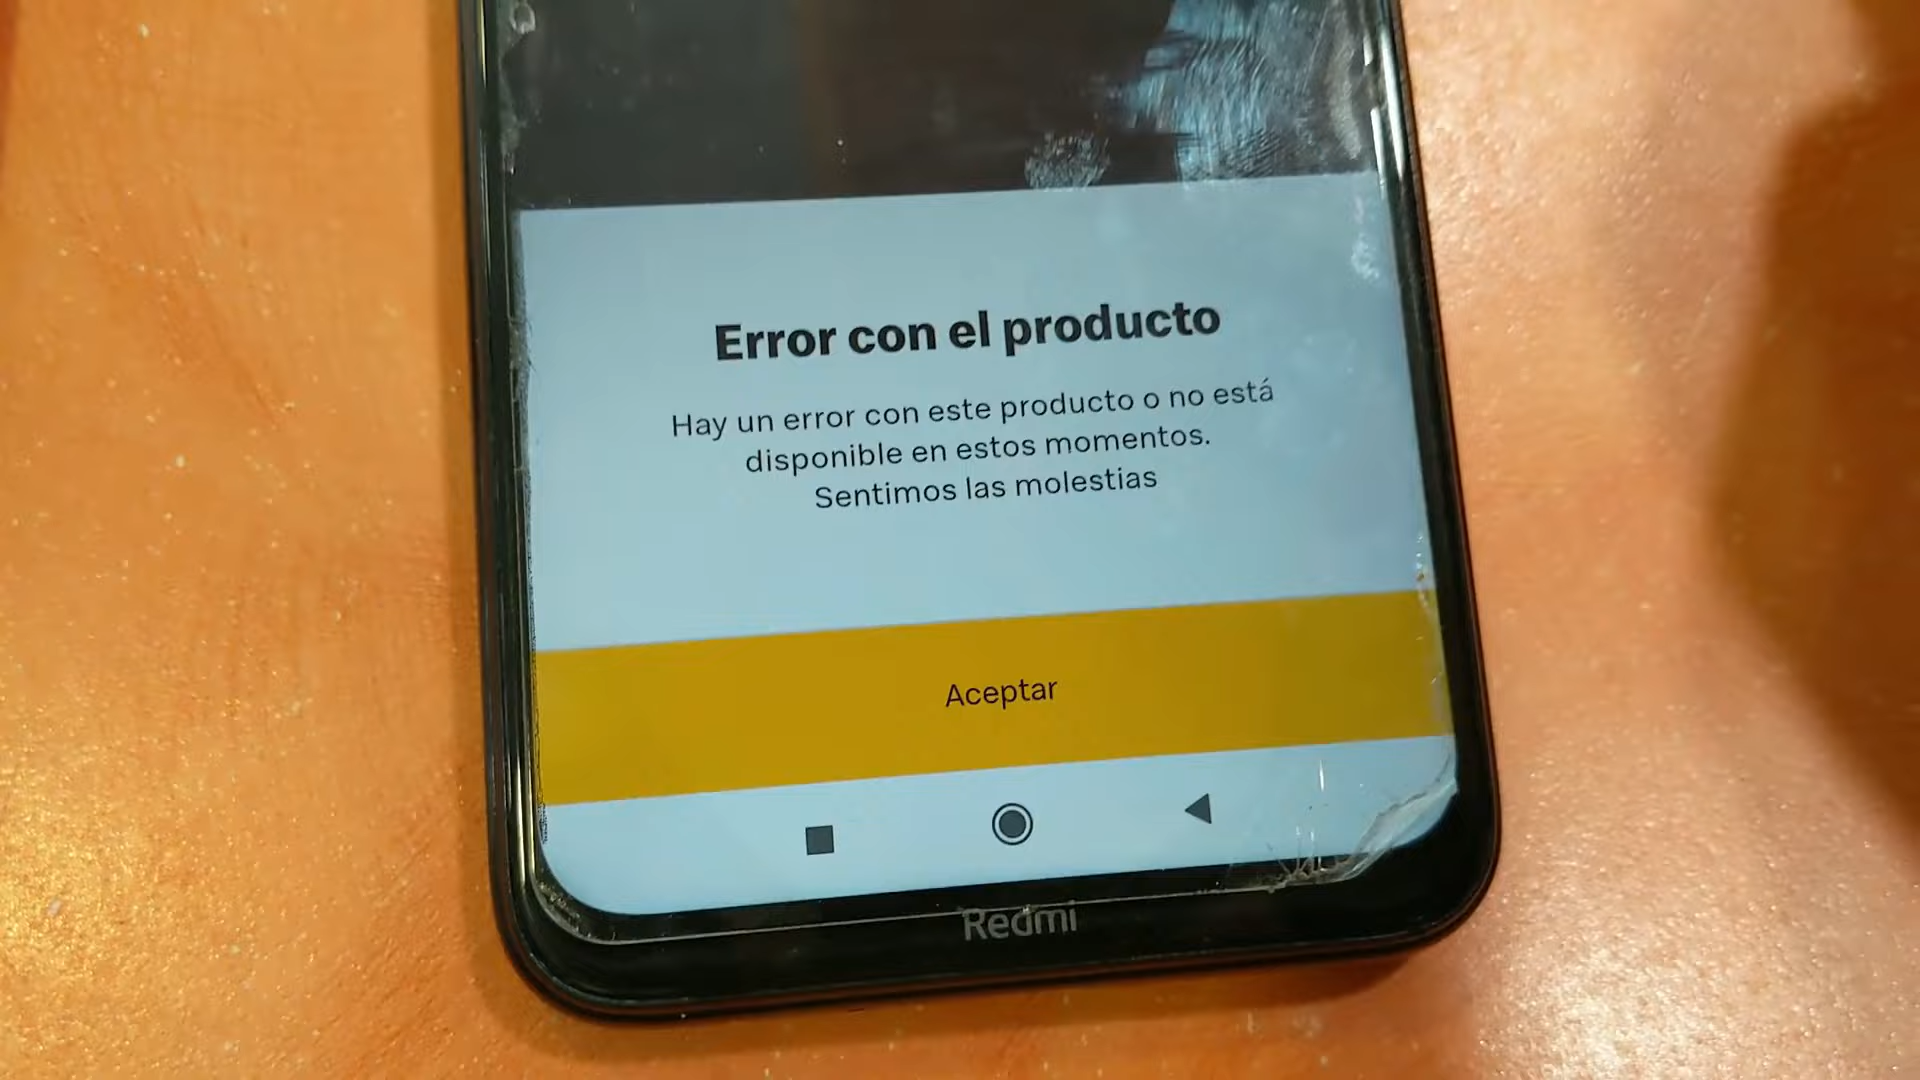 Error con el producto
Hay un error con este producto o no está
disponible en estos momentos.
Sentimos las molestias
Aceptar
Redmi